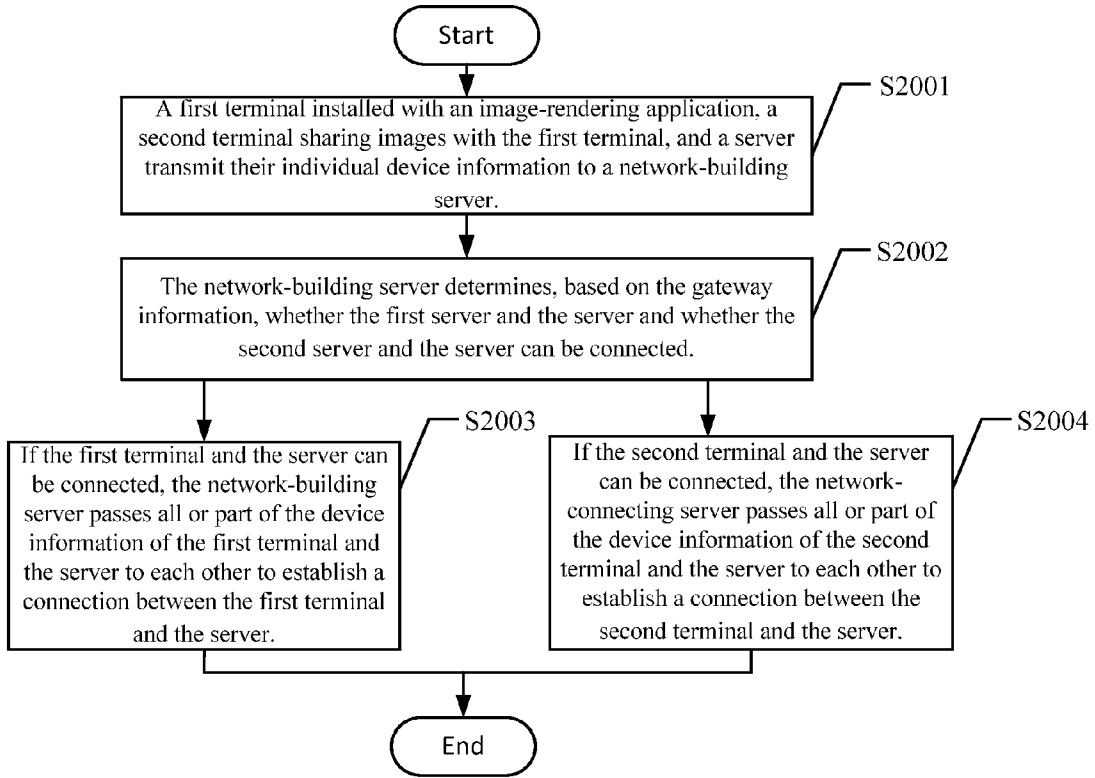 Start
S2001
A first terminal installed with an image-rendering application, a
second terminal sharing images with the first terminal, and a server
transmit their individual device information to a network-building
server.
S2002
The network-building server determines, based on the gateway
information, whether the first server and the server and whether the
second server and the server can be connected.
S2003
If the first terminal and the server can
be connected, the network-building
server passes all or part of the device
information of the first terminal and
the server to each other to establish a
connection between the first terminal
and the server.
S2004
If the second terminal and the server
can be connected, the network-
connecting server passes all or part of
the device information of the second
terminal and the server to each other to
establish a connection between the
second terminal and the server.
End